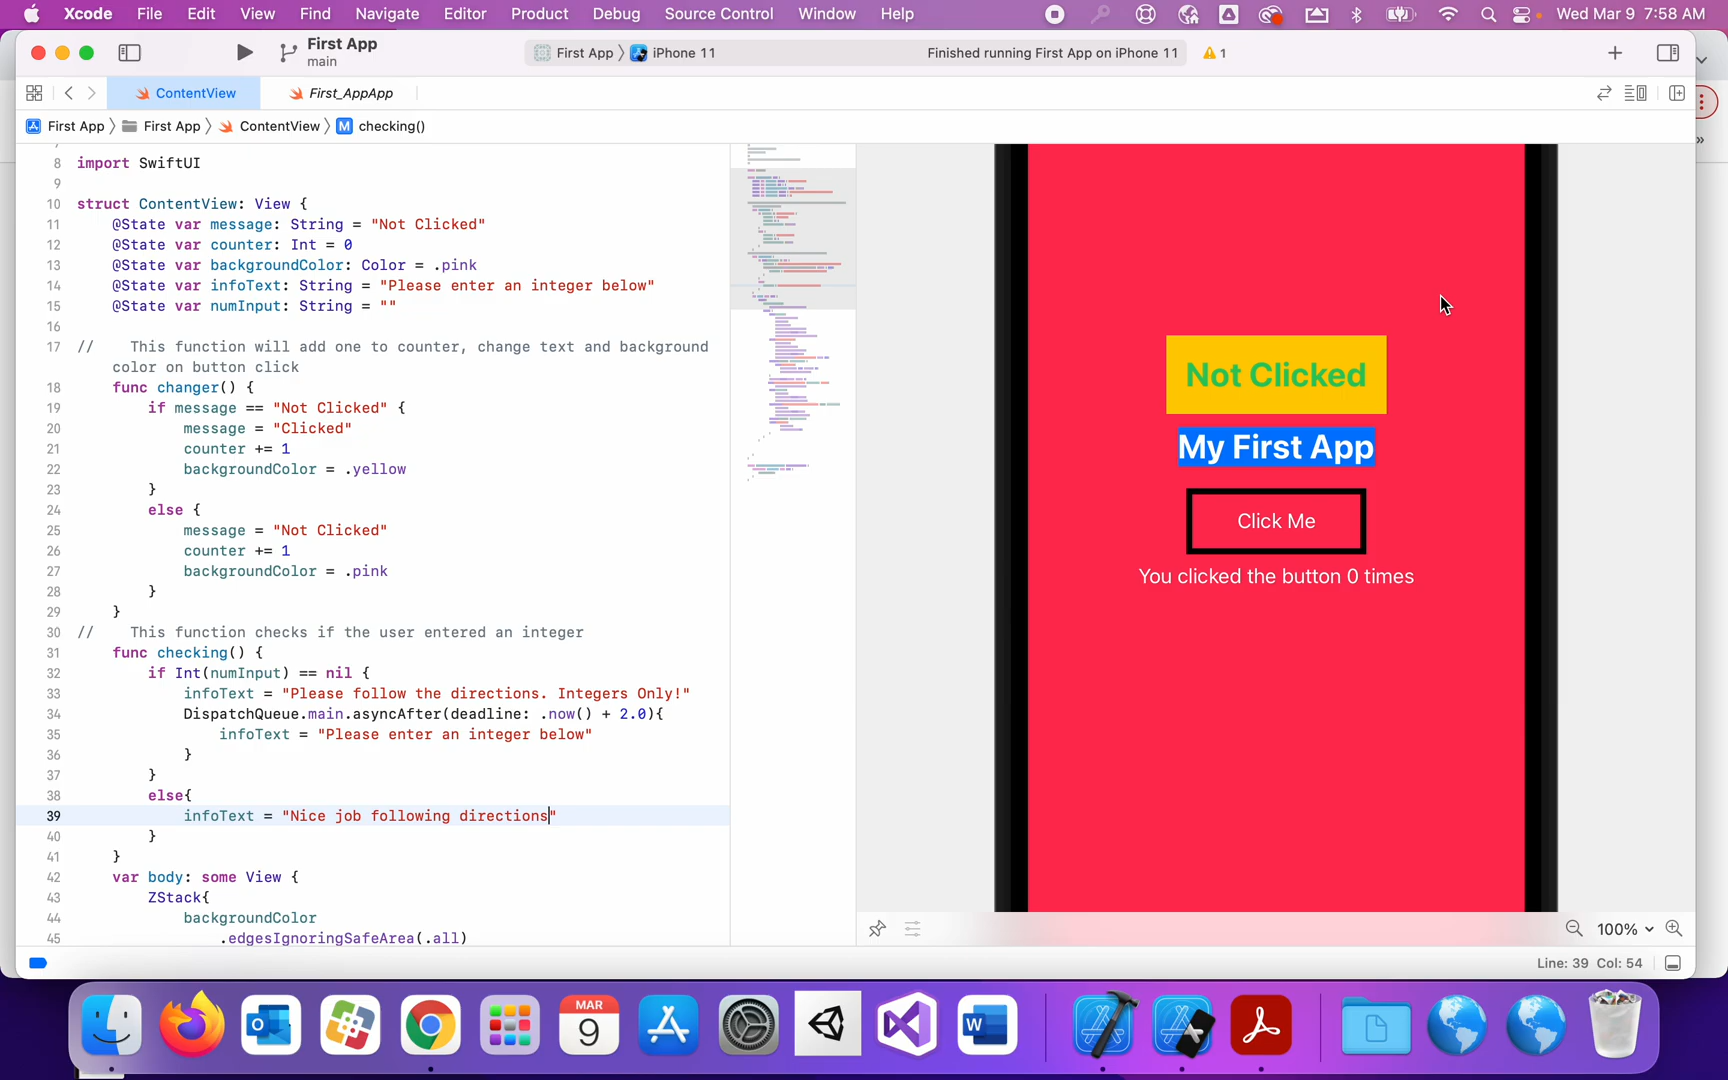 Xcode File Edit View Find Navigate Editor Product Debug Source Control Window Help Wed Mar 9 7:58 AM
First App
main
First App iPhone 11 Finished running First App on iPhone 11 1
ContentView First_AppApp
First App First App ContentView M checking()
8 import SwiftUI
9
10 struct ContentView: View {
11 @State var message: String = "Not Clicked"
12 @State var counter: Int = 0
13 @State var backgroundColor: Color = .pink
14 @State var infoText: String = "Please enter an integer below"
15 @State var numInput: String = ""
16
17 // This function will add one to counter, change text and background
color on button click
18 func changer() {
19 if message == "Not Clicked" {
20 message = "Clicked"
21 counter += 1
22 backgroundColor = .yellow
23 }
24 else {
25 message = "Not Clicked"
26 counter += 1
27 backgroundColor = .pink
28 }
29 }
30 // This function checks if the user entered an integer
31 func checking() {
32 if Int(numInput) == nil {
33 infoText = "Please follow the directions. Integers Only!"
34 DispatchQueue.main.asyncAfter(deadline: .now() + 2.0){
35 infoText = "Please enter an integer below"
36 }
37 }
38 else{
39 infoText = "Nice job following directions"
40 }
41 }
42 var body: some View {
43 ZStack{
44 backgroundColor
45 .edgesIgnoringSafeArea(.all)
Not Clicked
My First App
Click Me
You clicked the button 0 times
100%
Line: 39 Col: 54
MAR
9
W